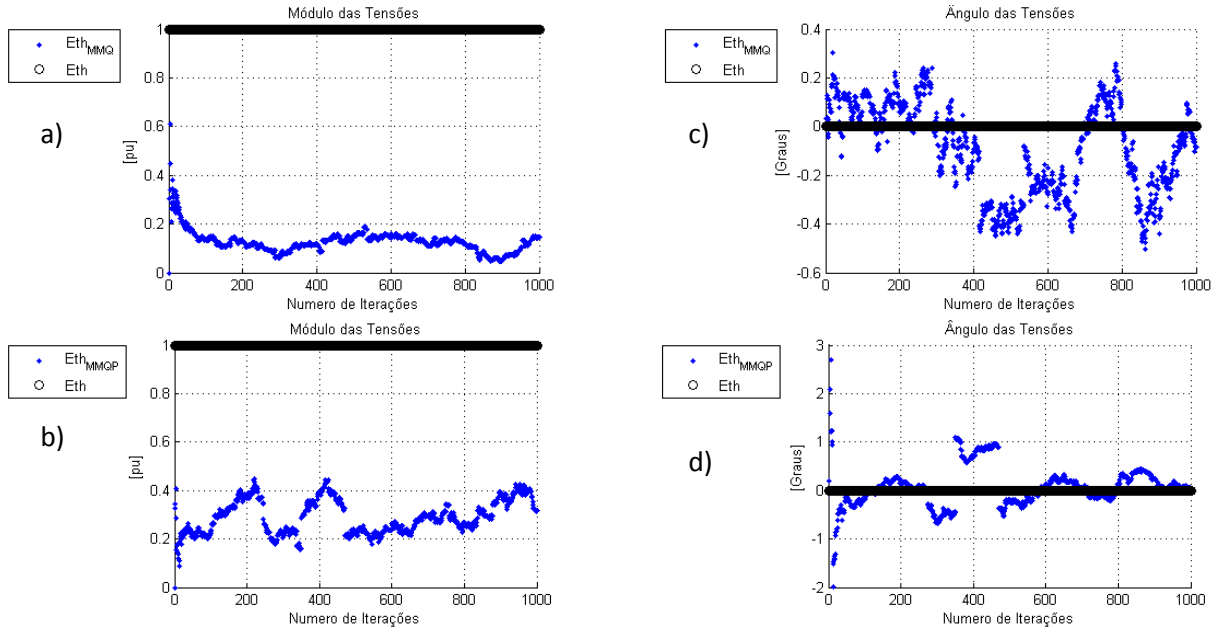 Módulo das Tensões
Eth_MMQ
Eth
a)
[pu]
1
0.8
0.6
0.4
0.2
0
0 200 400 600 800 1000
Numero de Iterações
Ângulo das Tensões
Eth_MMQ
Eth
c)
[Graus]
0.4
0.2
0
-0.2
-0.4
-0.6
0 200 400 600 800 1000
Numero de Iterações
Módulo das Tensões
Eth_MMQP
Eth
b)
[pu]
1
0.8
0.6
0.4
0.2
0
0 200 400 600 800 1000
Numero de Iterações
Ângulo das Tensões
Eth_MMQP
Eth
d)
[Graus]
3
2
1
0
-1
-2
0 200 400 600 800 1000
Numero de Iterações